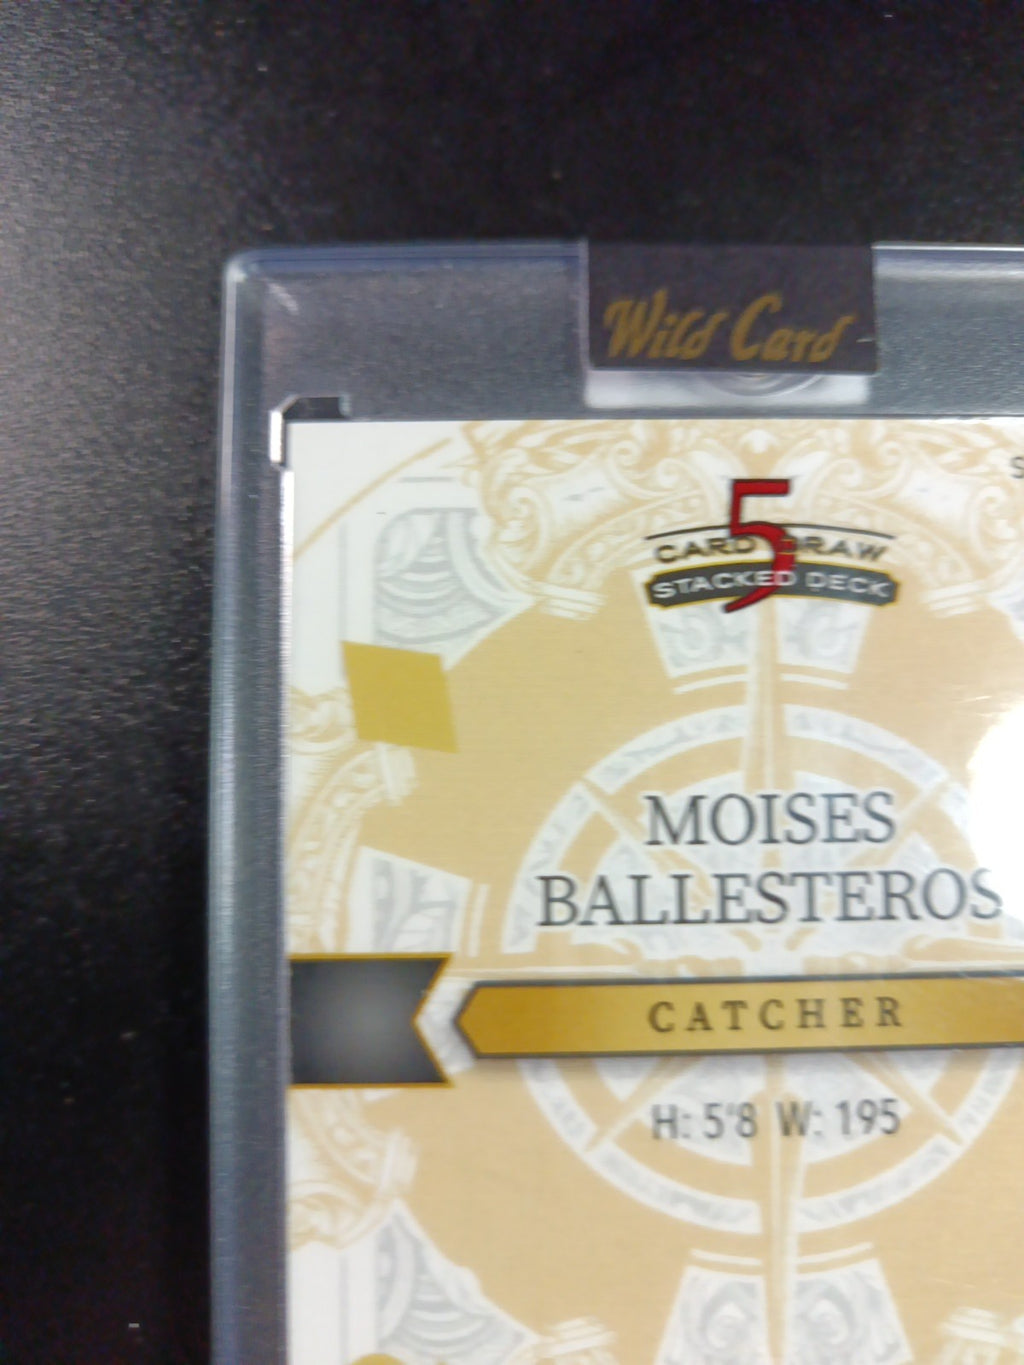 Wild Card
S
5
CARD DRAW
STACKED DECK
MOISES
BALLESTEROS
CATCHER
H: 5'8 W: 195